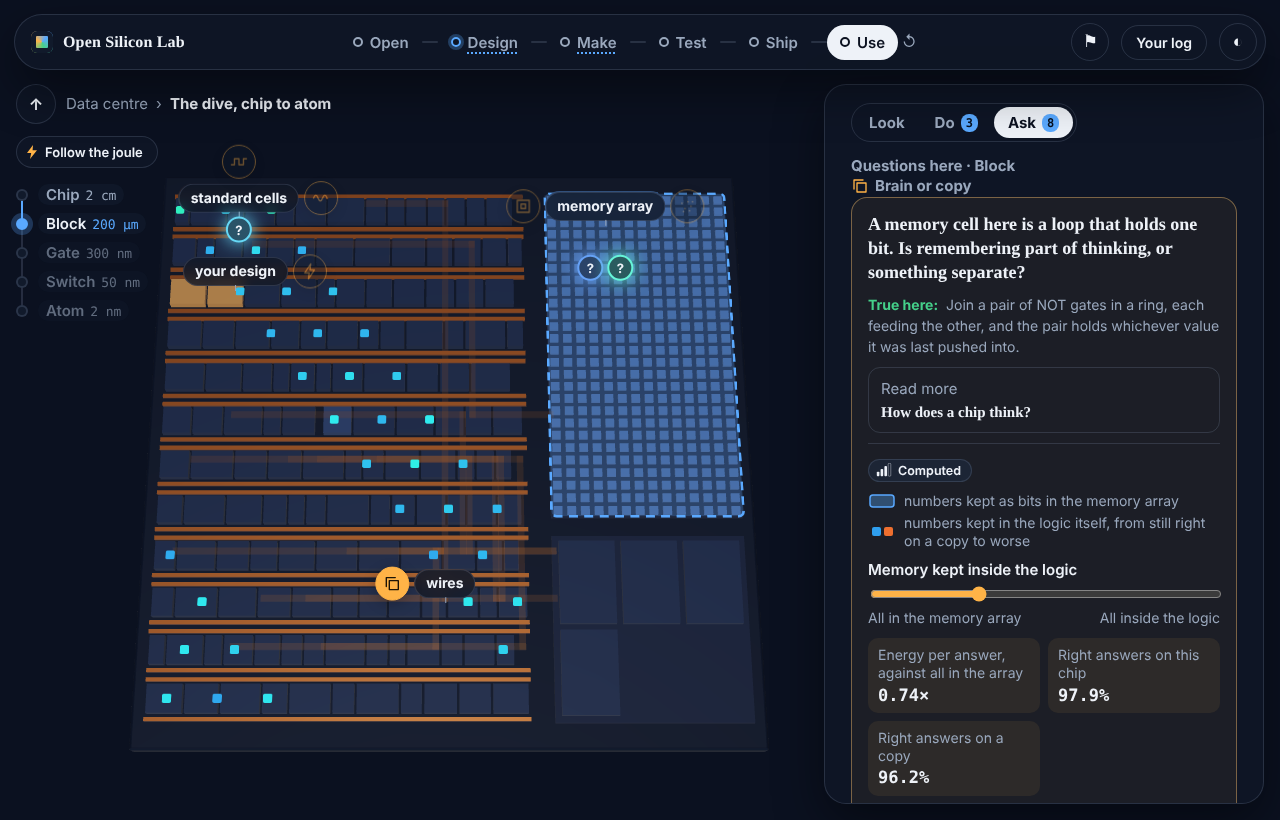 Open Silicon Lab
Open
Design
Make
Test
Ship
Use
Your log
Data centre › The dive, chip to atom
Follow the joule
Chip 2 cm
Block 200 µm
Gate 300 nm
Switch 50 nm
Atom 2 nm
standard cells
?
your design
memory array
? ?
wires
Look
Do 3
Ask 8
Questions here · Block
Brain or copy
A memory cell here is a loop that holds one
bit. Is remembering part of thinking, or
something separate?
True here: Join a pair of NOT gates in a ring, each
feeding the other, and the pair holds whichever value
it was last pushed into.
Read more
How does a chip think?
Computed
numbers kept as bits in the memory array
numbers kept in the logic itself, from still right
on a copy to worse
Memory kept inside the logic
All in the memory array
All inside the logic
Energy per answer,
against all in the array
0.74×
Right answers on this
chip
97.9%
Right answers on a
copy
96.2%